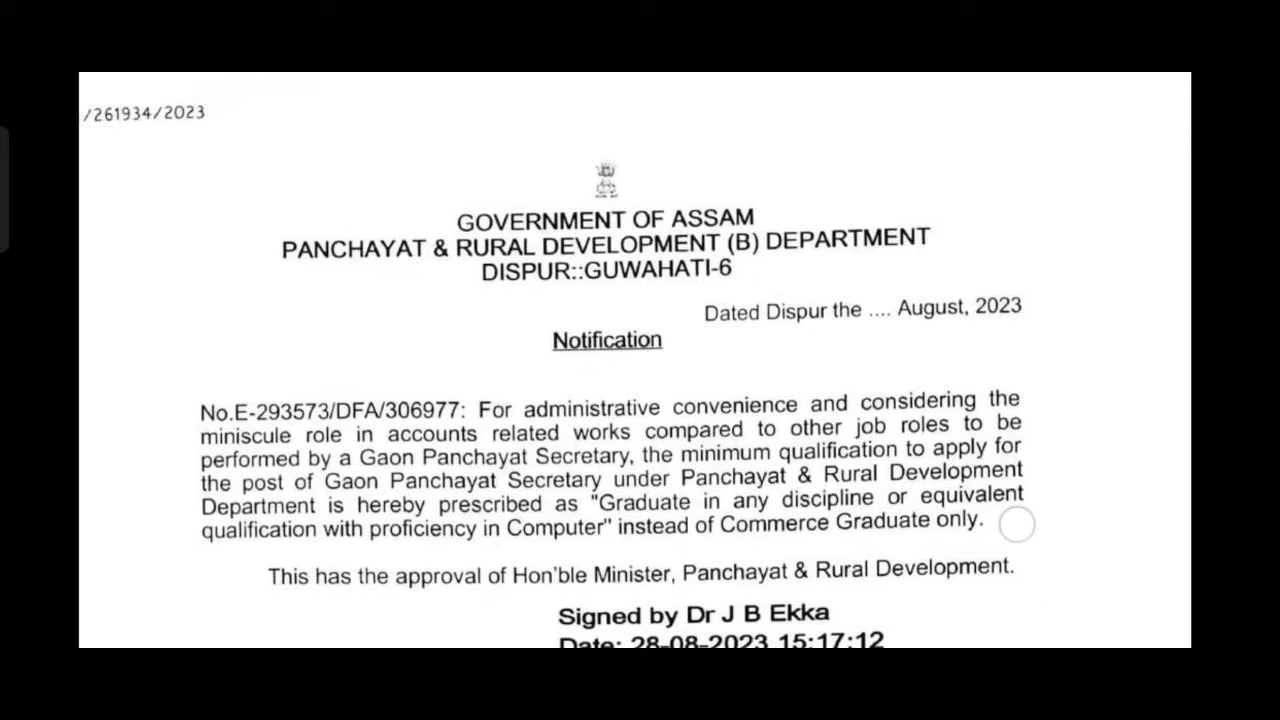 /261934/2023
GOVERNMENT OF ASSAM
PANCHAYAT & RURAL DEVELOPMENT (B) DEPARTMENT
DISPUR::GUWAHATI-6
Dated Dispur the .... August, 2023
Notification
No.E-293573/DFA/306977: For administrative convenience and considering the
miniscule role in accounts related works compared to other job roles to be
performed by a Gaon Panchayat Secretary, the minimum qualification to apply for
the post of Gaon Panchayat Secretary under Panchayat & Rural Development
Department is hereby prescribed as "Graduate in any discipline or equivalent
qualification with proficiency in Computer" instead of Commerce Graduate only.
This has the approval of Hon'ble Minister, Panchayat & Rural Development.
Signed by Dr J B Ekka
Date: 28-08-2023 15:17:12